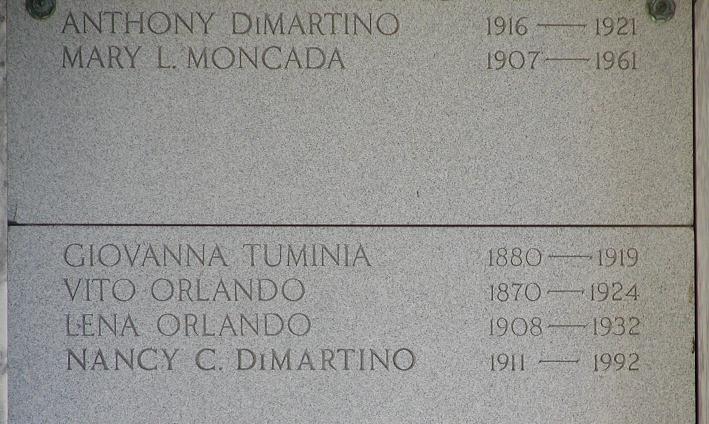 ANTHONY DiMARTINO 1916 — 1921
MARY L. MONCADA 1907 — 1961
GIOVANNA TUMINIA 1880 — 1919
VITO ORLANDO 1870 — 1924
LENA ORLANDO 1908 — 1932
NANCY C. DiMARTINO 1911 — 1992